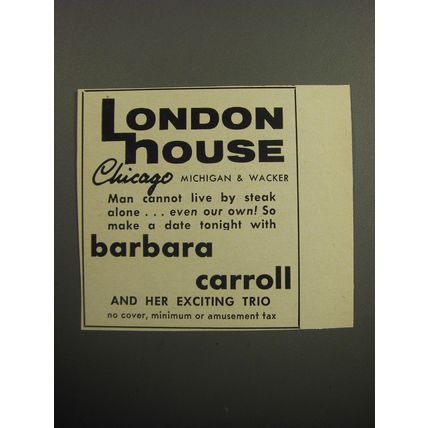 LONDON
hOUSE
Chicago MICHIGAN & WACKER
Man cannot live by steak
alone . . . even our own! So
make a date tonight with
barbara
carroll
AND HER EXCITING TRIO
no cover, minimum or amusement tax